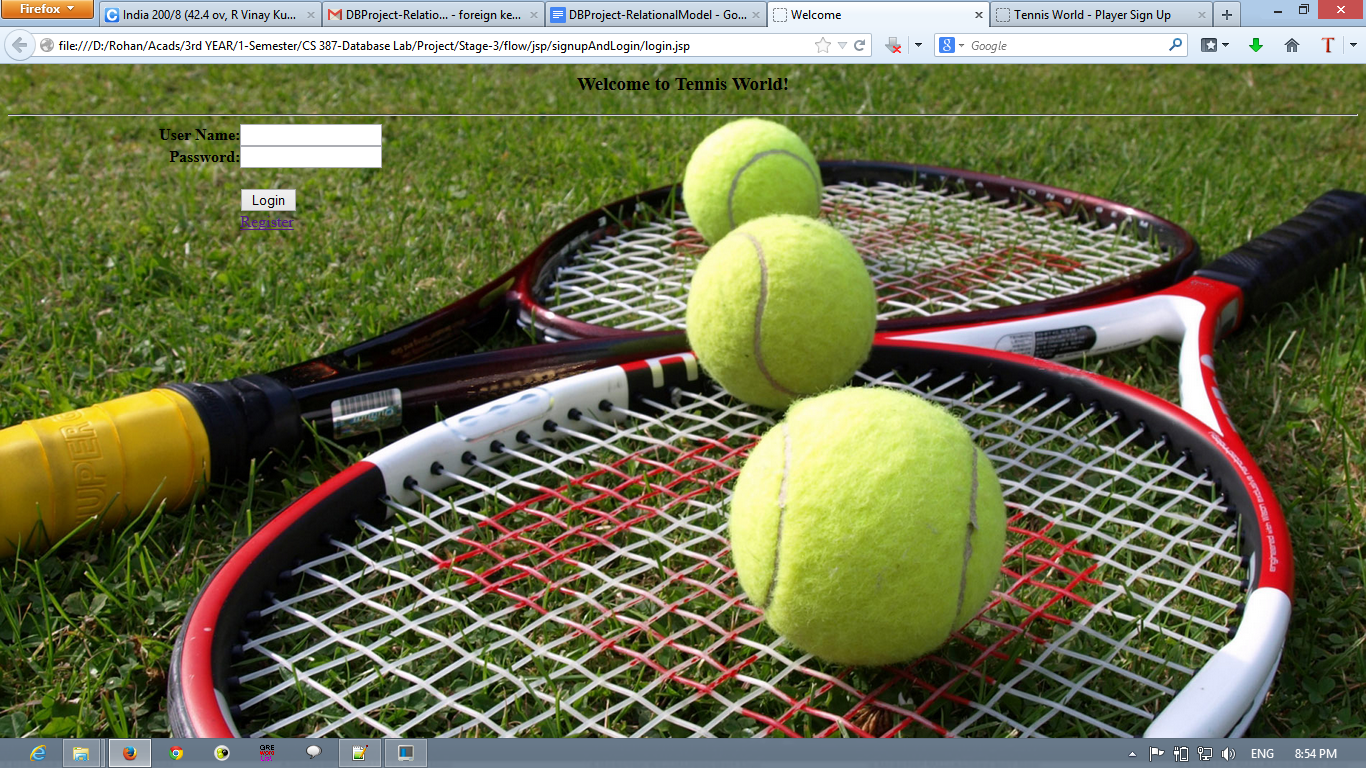 Firefox
India 200/8 (42.4 ov, R Vinay Ku...
DBProject-Relatio... - foreign ke...
DBProject-RelationalModel - Go...
Welcome
Tennis World - Player Sign Up
file:///D:/Rohan/Acads/3rd YEAR/1-Semester/CS 387-Database Lab/Project/Stage-3/flow/jsp/signupAndLogin/login.jsp
Google
Welcome to Tennis World!
User Name:
Password:
Login
Register
ENG
8:54 PM